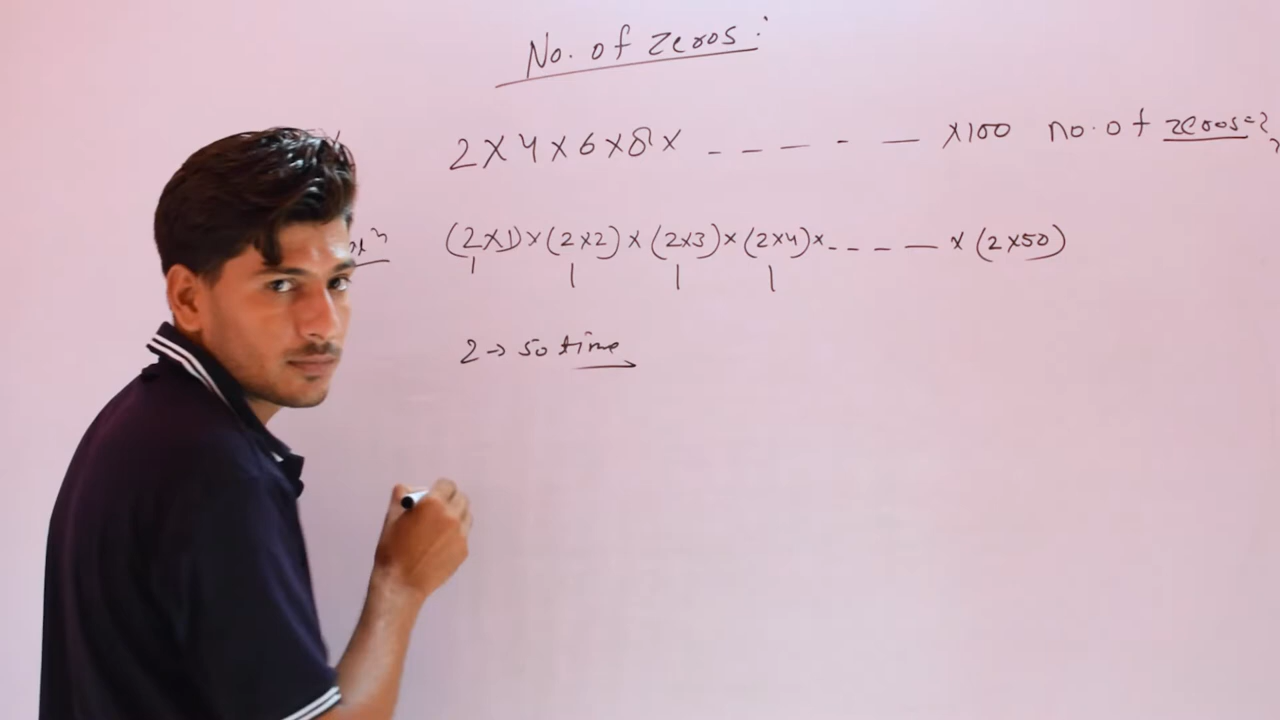 No. of zeros :
2×4×6×8× - - - - - ×100 no. of zeros=?
(2×1)×(2×2)×(2×3)×(2×4)×- - - - ×(2×50)
2→50 time